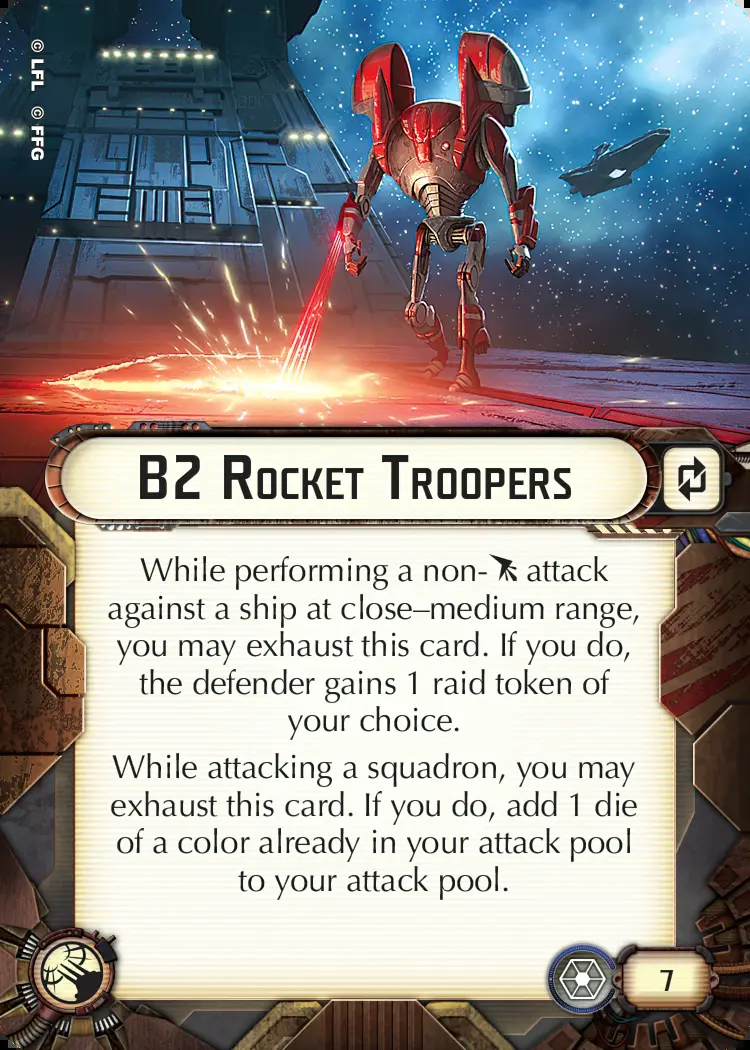 © LFL © FFG
B2 Rocket Troopers
While performing a non- attack
against a ship at close–medium range,
you may exhaust this card. If you do,
the defender gains 1 raid token of
your choice.
While attacking a squadron, you may
exhaust this card. If you do, add 1 die
of a color already in your attack pool
to your attack pool.
7